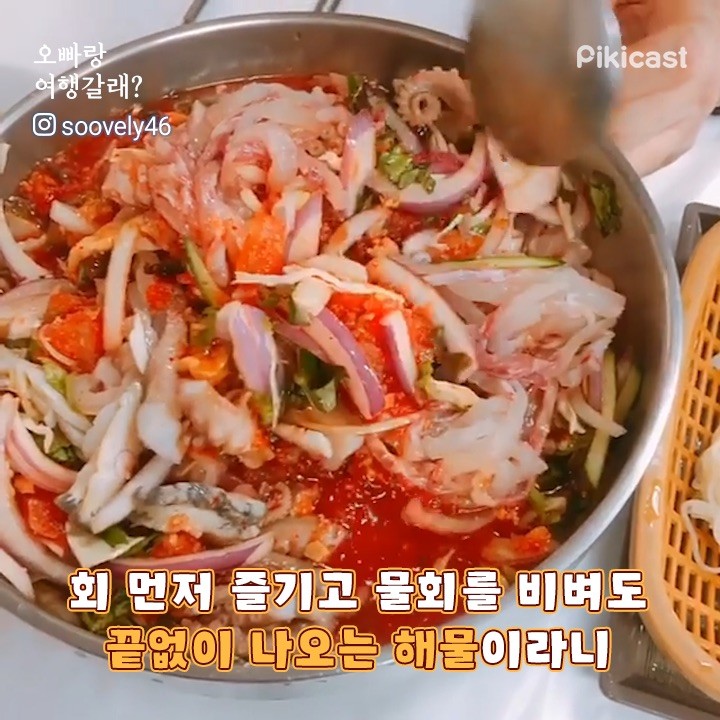 오빠랑
여행갈래?
soovely46
Pikicast
회 먼저 즐기고 물회를 비벼도
끝없이 나오는 해물이라니